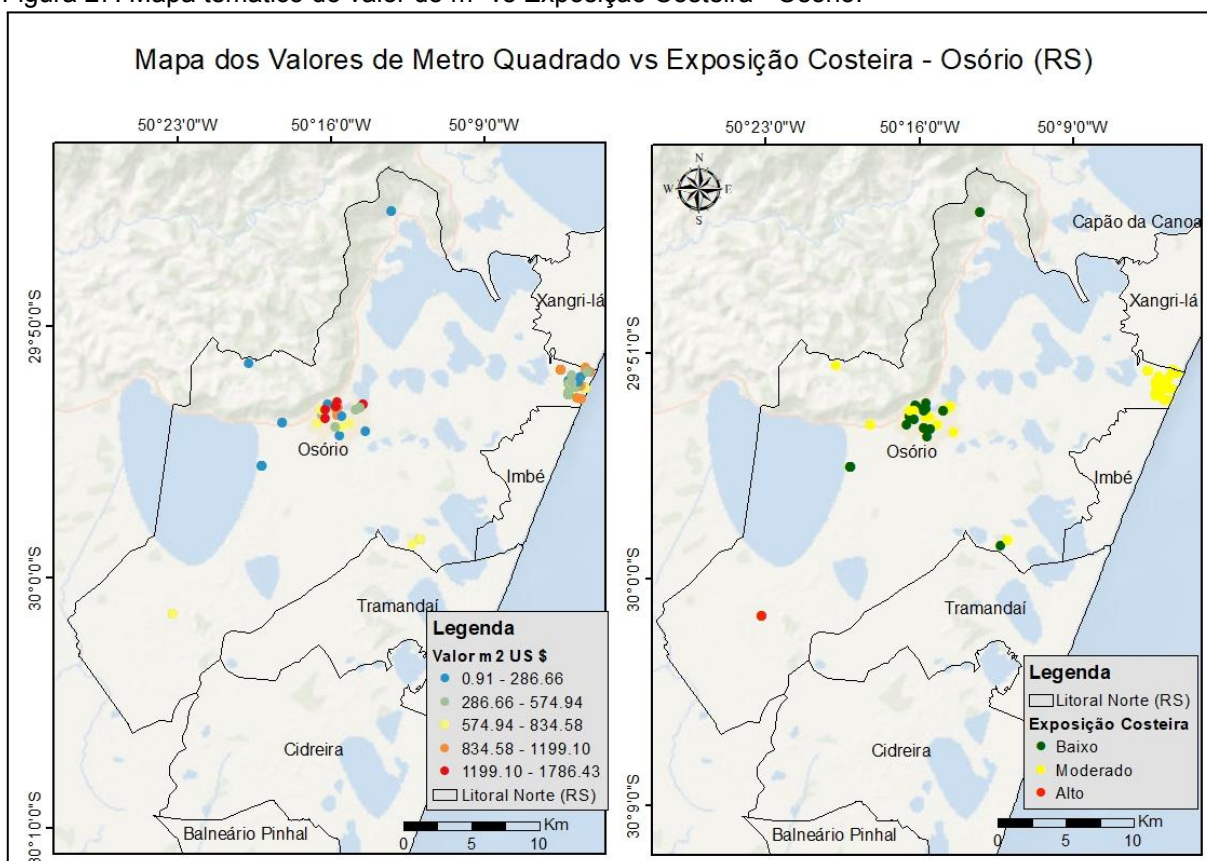 Figura 27. Mapa temático do valor do m² vs Exposição Costeira - Osório.
Mapa dos Valores de Metro Quadrado vs Exposição Costeira - Osório (RS)
50°23'0"W 50°16'0"W 50°9'0"W
29°50'0"S
30°0'0"S
30°10'0"S
Xangri-lá
Osório
Imbé
Tramandaí
Cidreira
Balneário Pinhal
Legenda
Valor m2 US $
0.91 - 286.66
286.66 - 574.94
574.94 - 834.58
834.58 - 1199.10
1199.10 - 1786.43
Litoral Norte (RS)
Km
0 5 10
50°23'0"W 50°16'0"W 50°9'0"W
29°51'0"S
30°0'0"S
30°9'0"S
N
W E
S
Capão da Canoa
Xangri-lá
Osório
Imbé
Tramandaí
Cidreira
Balneário Pinhal
Legenda
Litoral Norte (RS)
Exposição Costeira
Baixo
Moderado
Alto
Km
0 5 10